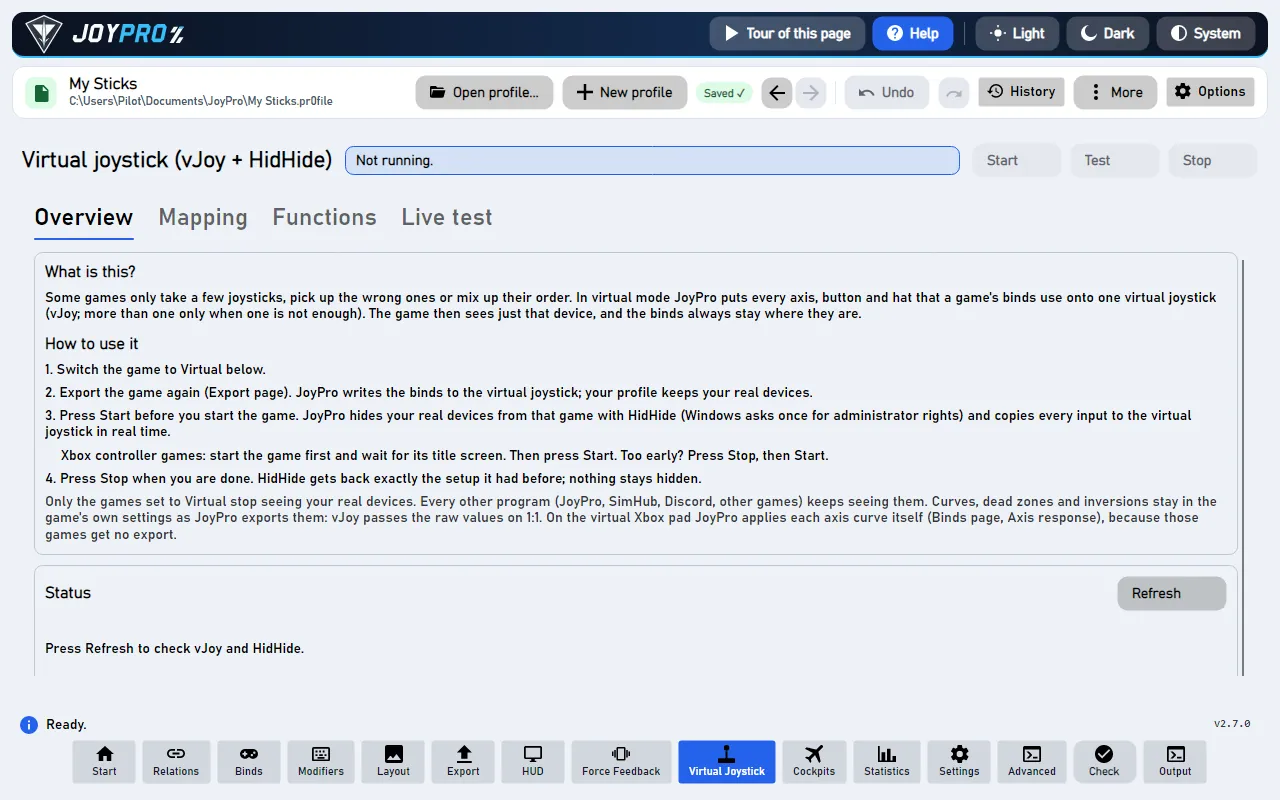 JOYPRO
Tour of this page
Help
Light
Dark
System
My Sticks
C:\Users\Pilot\Documents\JoyPro\My Sticks.pr0file
Open profile...
New profile
Saved ✓
Undo
History
More
Options
Virtual joystick (vJoy + HidHide)
Not running.
Start
Test
Stop
Overview
Mapping
Functions
Live test
What is this?
Some games only take a few joysticks, pick up the wrong ones or mix up their order. In virtual mode JoyPro puts every axis, button and hat that a game's binds use onto one virtual joystick
(vJoy; more than one only when one is not enough). The game then sees just that device, and the binds always stay where they are.
How to use it
1. Switch the game to Virtual below.
2. Export the game again (Export page). JoyPro writes the binds to the virtual joystick; your profile keeps your real devices.
3. Press Start before you start the game. JoyPro hides your real devices from that game with HidHide (Windows asks once for administrator rights) and copies every input to the virtual
joystick in real time.
Xbox controller games: start the game first and wait for its title screen. Then press Start. Too early? Press Stop, then Start.
4. Press Stop when you are done. HidHide gets back exactly the setup it had before; nothing stays hidden.
Only the games set to Virtual stop seeing your real devices. Every other program (JoyPro, SimHub, Discord, other games) keeps seeing them. Curves, dead zones and inversions stay in the
game's own settings as JoyPro exports them: vJoy passes the raw values on 1:1. On the virtual Xbox pad JoyPro applies each axis curve itself (Binds page, Axis response), because those
games get no export.
Status
Refresh
Press Refresh to check vJoy and HidHide.
Ready.
v2.7.0
Start
Relations
Binds
Modifiers
Layout
Export
HUD
Force Feedback
Virtual Joystick
Cockpits
Statistics
Settings
Advanced
Check
Output